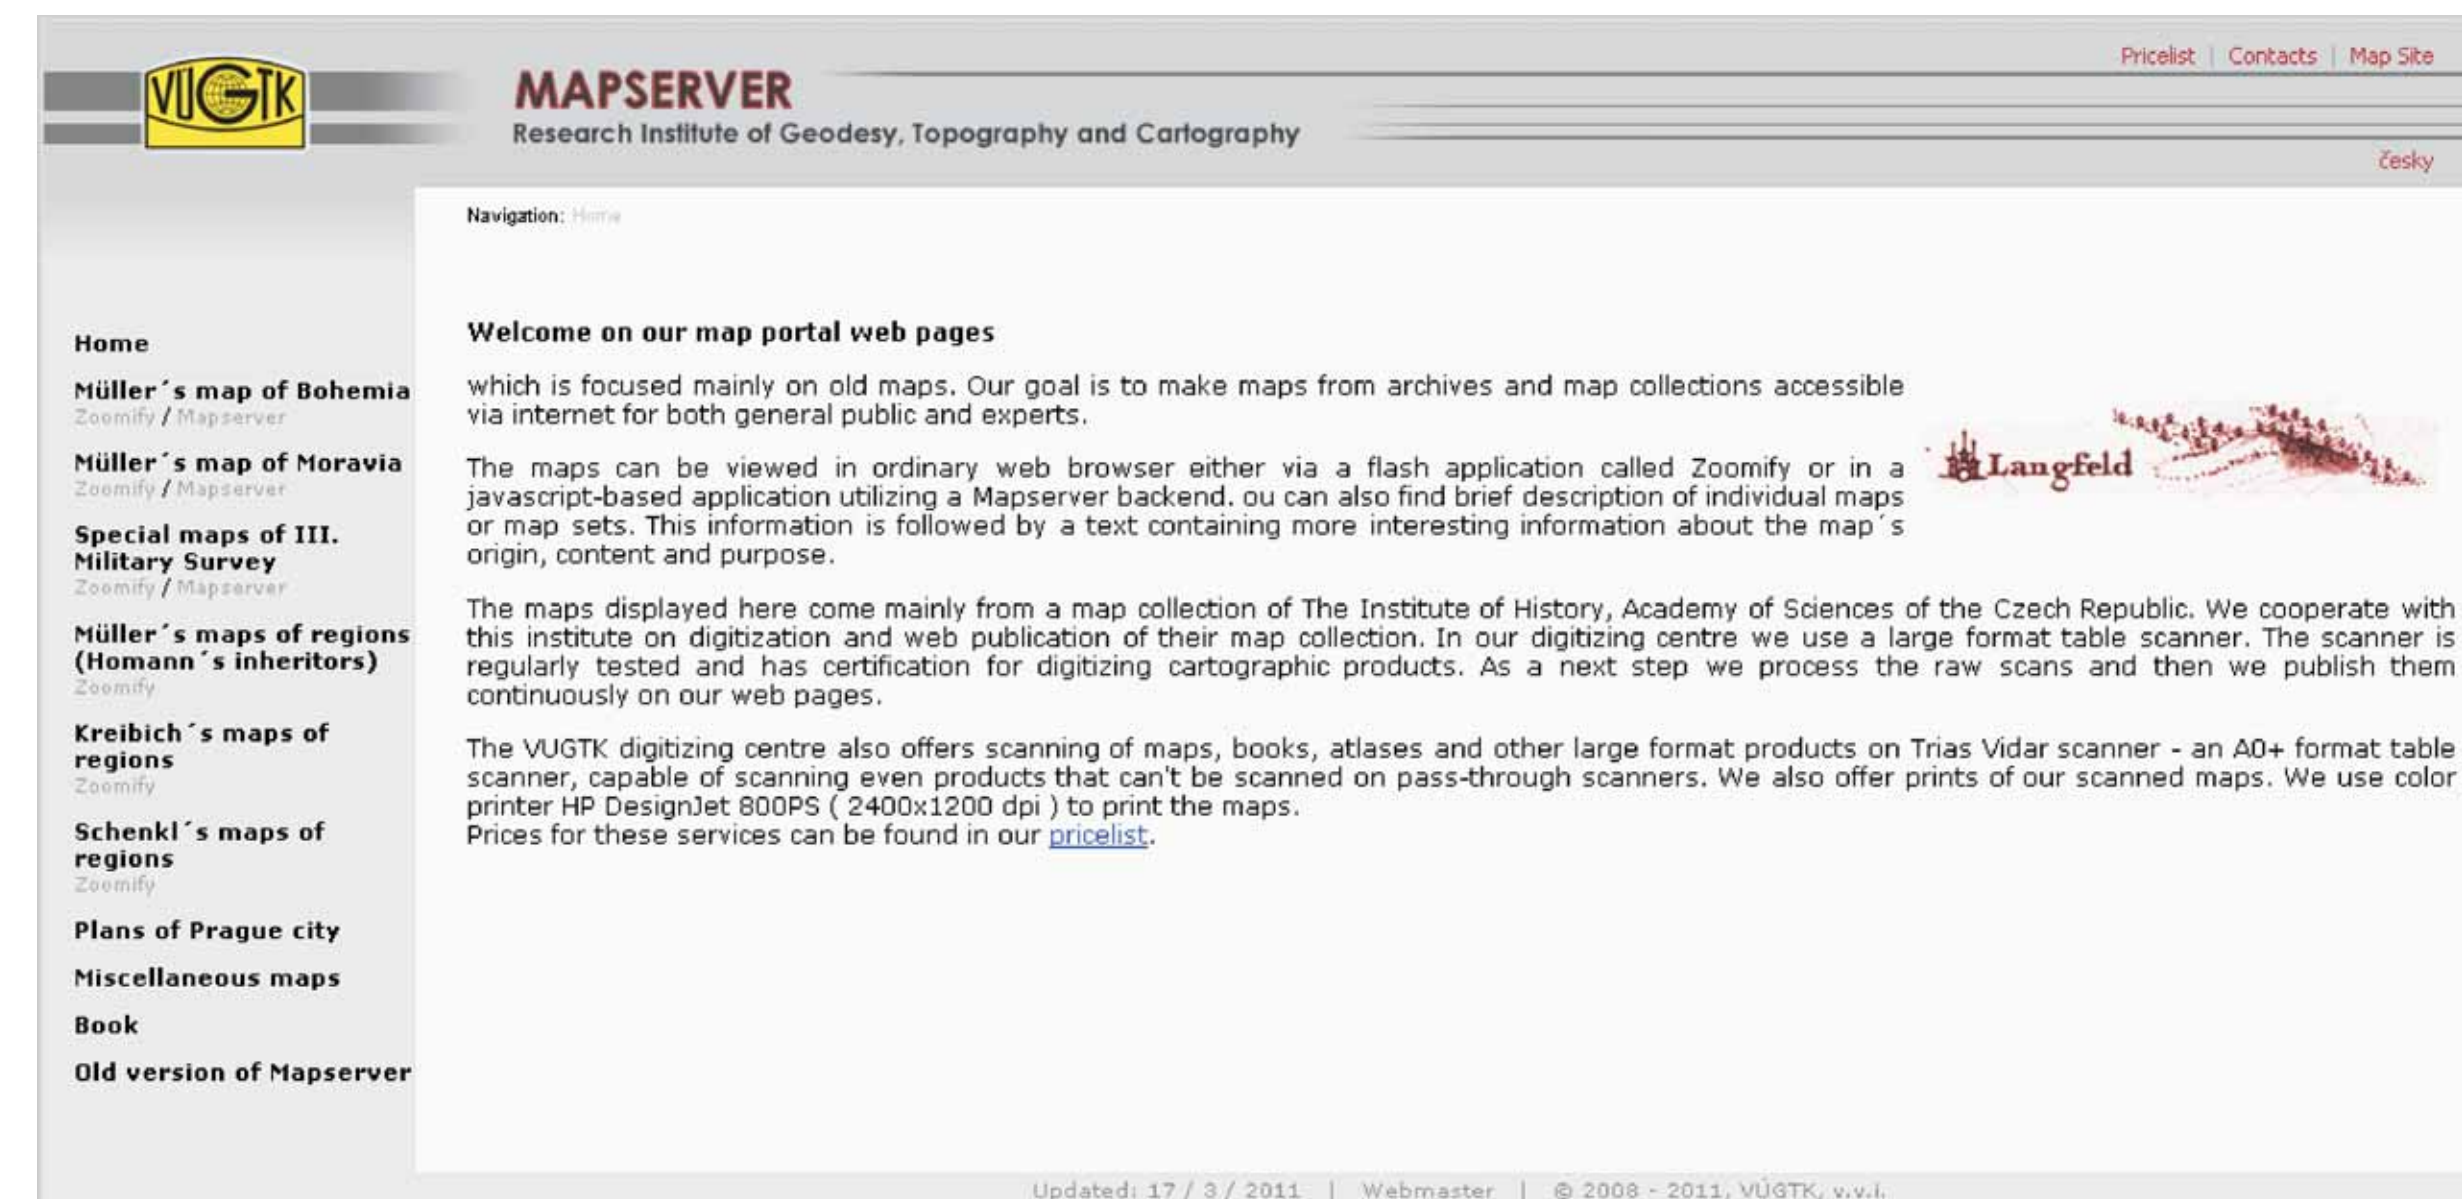 Pricelist | Contacts | Map Site
VÚGTK
MAPSERVER
Research Institute of Geodesy, Topography and Cartography
česky
Navigation: Home
Home
Müller´s map of Bohemia
Zoomify / Mapserver
Müller´s map of Moravia
Zoomify / Mapserver
Special maps of III.
Military Survey
Zoomify / Mapserver
Müller´s maps of regions
(Homann´s inheritors)
Zoomify
Kreibich´s maps of
regions
Zoomify
Schenkl´s maps of
regions
Zoomify
Plans of Prague city
Miscellaneous maps
Book
Old version of Mapserver
Welcome on our map portal web pages
which is focused mainly on old maps. Our goal is to make maps from archives and map collections accessible
via internet for both general public and experts.
The maps can be viewed in ordinary web browser either via a flash application called Zoomify or in a
javascript-based application utilizing a Mapserver backend. ou can also find brief description of individual maps
or map sets. This information is followed by a text containing more interesting information about the map´s
origin, content and purpose.
Langfeld
The maps displayed here come mainly from a map collection of The Institute of History, Academy of Sciences of the Czech Republic. We cooperate with
this institute on digitization and web publication of their map collection. In our digitizing centre we use a large format table scanner. The scanner is
regularly tested and has certification for digitizing cartographic products. As a next step we process the raw scans and then we publish them
continuously on our web pages.
The VUGTK digitizing centre also offers scanning of maps, books, atlases and other large format products on Trias Vidar scanner - an A0+ format table
scanner, capable of scanning even products that can't be scanned on pass-through scanners. We also offer prints of our scanned maps. We use color
printer HP DesignJet 800PS ( 2400x1200 dpi ) to print the maps.
Prices for these services can be found in our pricelist.
Updated: 17 / 3 / 2011 | Webmaster | © 2008 - 2011, VÚGTK, v.v.i.